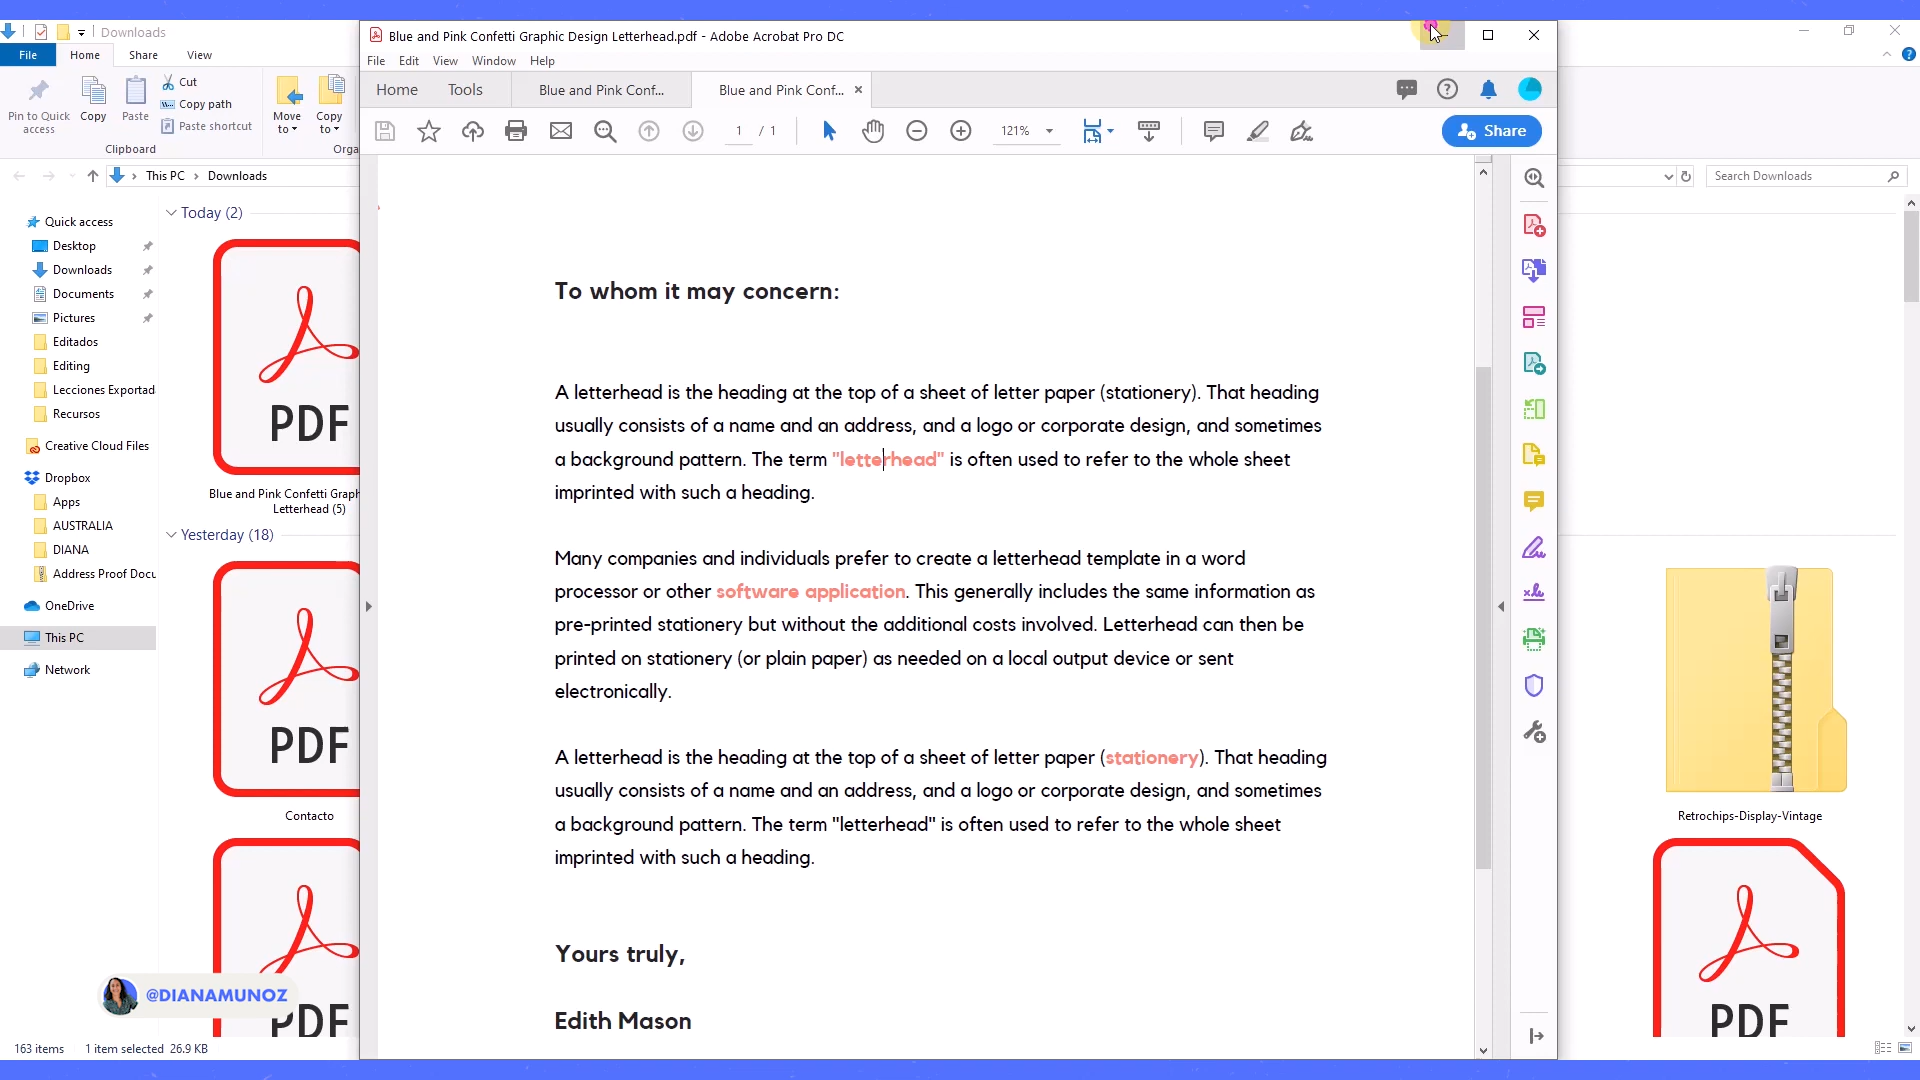 Downloads
File
Home
Share
View
Pin to Quick access
Copy
Paste
Cut
Copy path
Paste shortcut
Clipboard
Move to
Copy to
Orga
This PC
Downloads
Search Downloads
Quick access
Desktop
Downloads
Documents
Pictures
Editados
Editing
Lecciones Exportad
Recursos
Creative Cloud Files
Dropbox
Apps
AUSTRALIA
DIANA
Address Proof Docu
OneDrive
This PC
Network
Today (2)
PDF
Blue and Pink Confetti Graph
Letterhead (5)
Yesterday (18)
PDF
Contacto
PDF
@DIANAMUNOZ
163 items
1 item selected 26.9 KB
Blue and Pink Confetti Graphic Design Letterhead.pdf - Adobe Acrobat Pro DC
File Edit View Window Help
Home
Tools
Blue and Pink Conf...
Blue and Pink Conf...
1 / 1
121%
Share
To whom it may concern:
A letterhead is the heading at the top of a sheet of letter paper (stationery). That heading
usually consists of a name and an address, and a logo or corporate design, and sometimes
a background pattern. The term "letterhead" is often used to refer to the whole sheet
imprinted with such a heading.
Many companies and individuals prefer to create a letterhead template in a word
processor or other software application. This generally includes the same information as
pre-printed stationery but without the additional costs involved. Letterhead can then be
printed on stationery (or plain paper) as needed on a local output device or sent
electronically.
A letterhead is the heading at the top of a sheet of letter paper (stationery). That heading
usually consists of a name and an address, and a logo or corporate design, and sometimes
a background pattern. The term "letterhead" is often used to refer to the whole sheet
imprinted with such a heading.
Yours truly,
Edith Mason
Retrochips-Display-Vintage
PDF